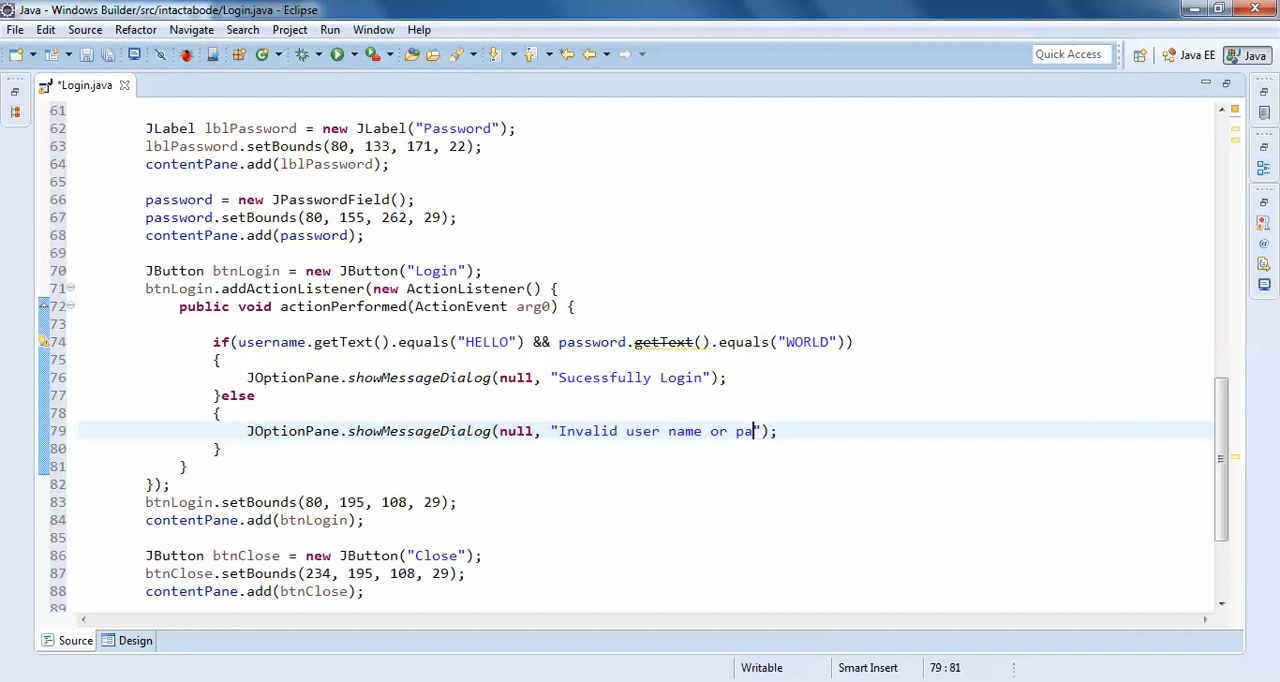 Java - Windows Builder/src/intactabode/Login.java - Eclipse
File Edit Source Refactor Navigate Search Project Run Window Help
Quick Access Java EE Java
*Login.java
61
62 JLabel lblPassword = new JLabel("Password");
63 lblPassword.setBounds(80, 133, 171, 22);
64 contentPane.add(lblPassword);
65
66 password = new JPasswordField();
67 password.setBounds(80, 155, 262, 29);
68 contentPane.add(password);
69
70 JButton btnLogin = new JButton("Login");
71 btnLogin.addActionListener(new ActionListener() {
72 public void actionPerformed(ActionEvent arg0) {
73
74 if(username.getText().equals("HELLO") && password.getText().equals("WORLD"))
75 {
76 JOptionPane.showMessageDialog(null, "Sucessfully Login");
77 }else
78 {
79 JOptionPane.showMessageDialog(null, "Invalid user name or pa");
80 }
81 }
82 });
83 btnLogin.setBounds(80, 195, 108, 29);
84 contentPane.add(btnLogin);
85
86 JButton btnClose = new JButton("Close");
87 btnClose.setBounds(234, 195, 108, 29);
88 contentPane.add(btnClose);
89
Source Design
Writable Smart Insert 79 : 81